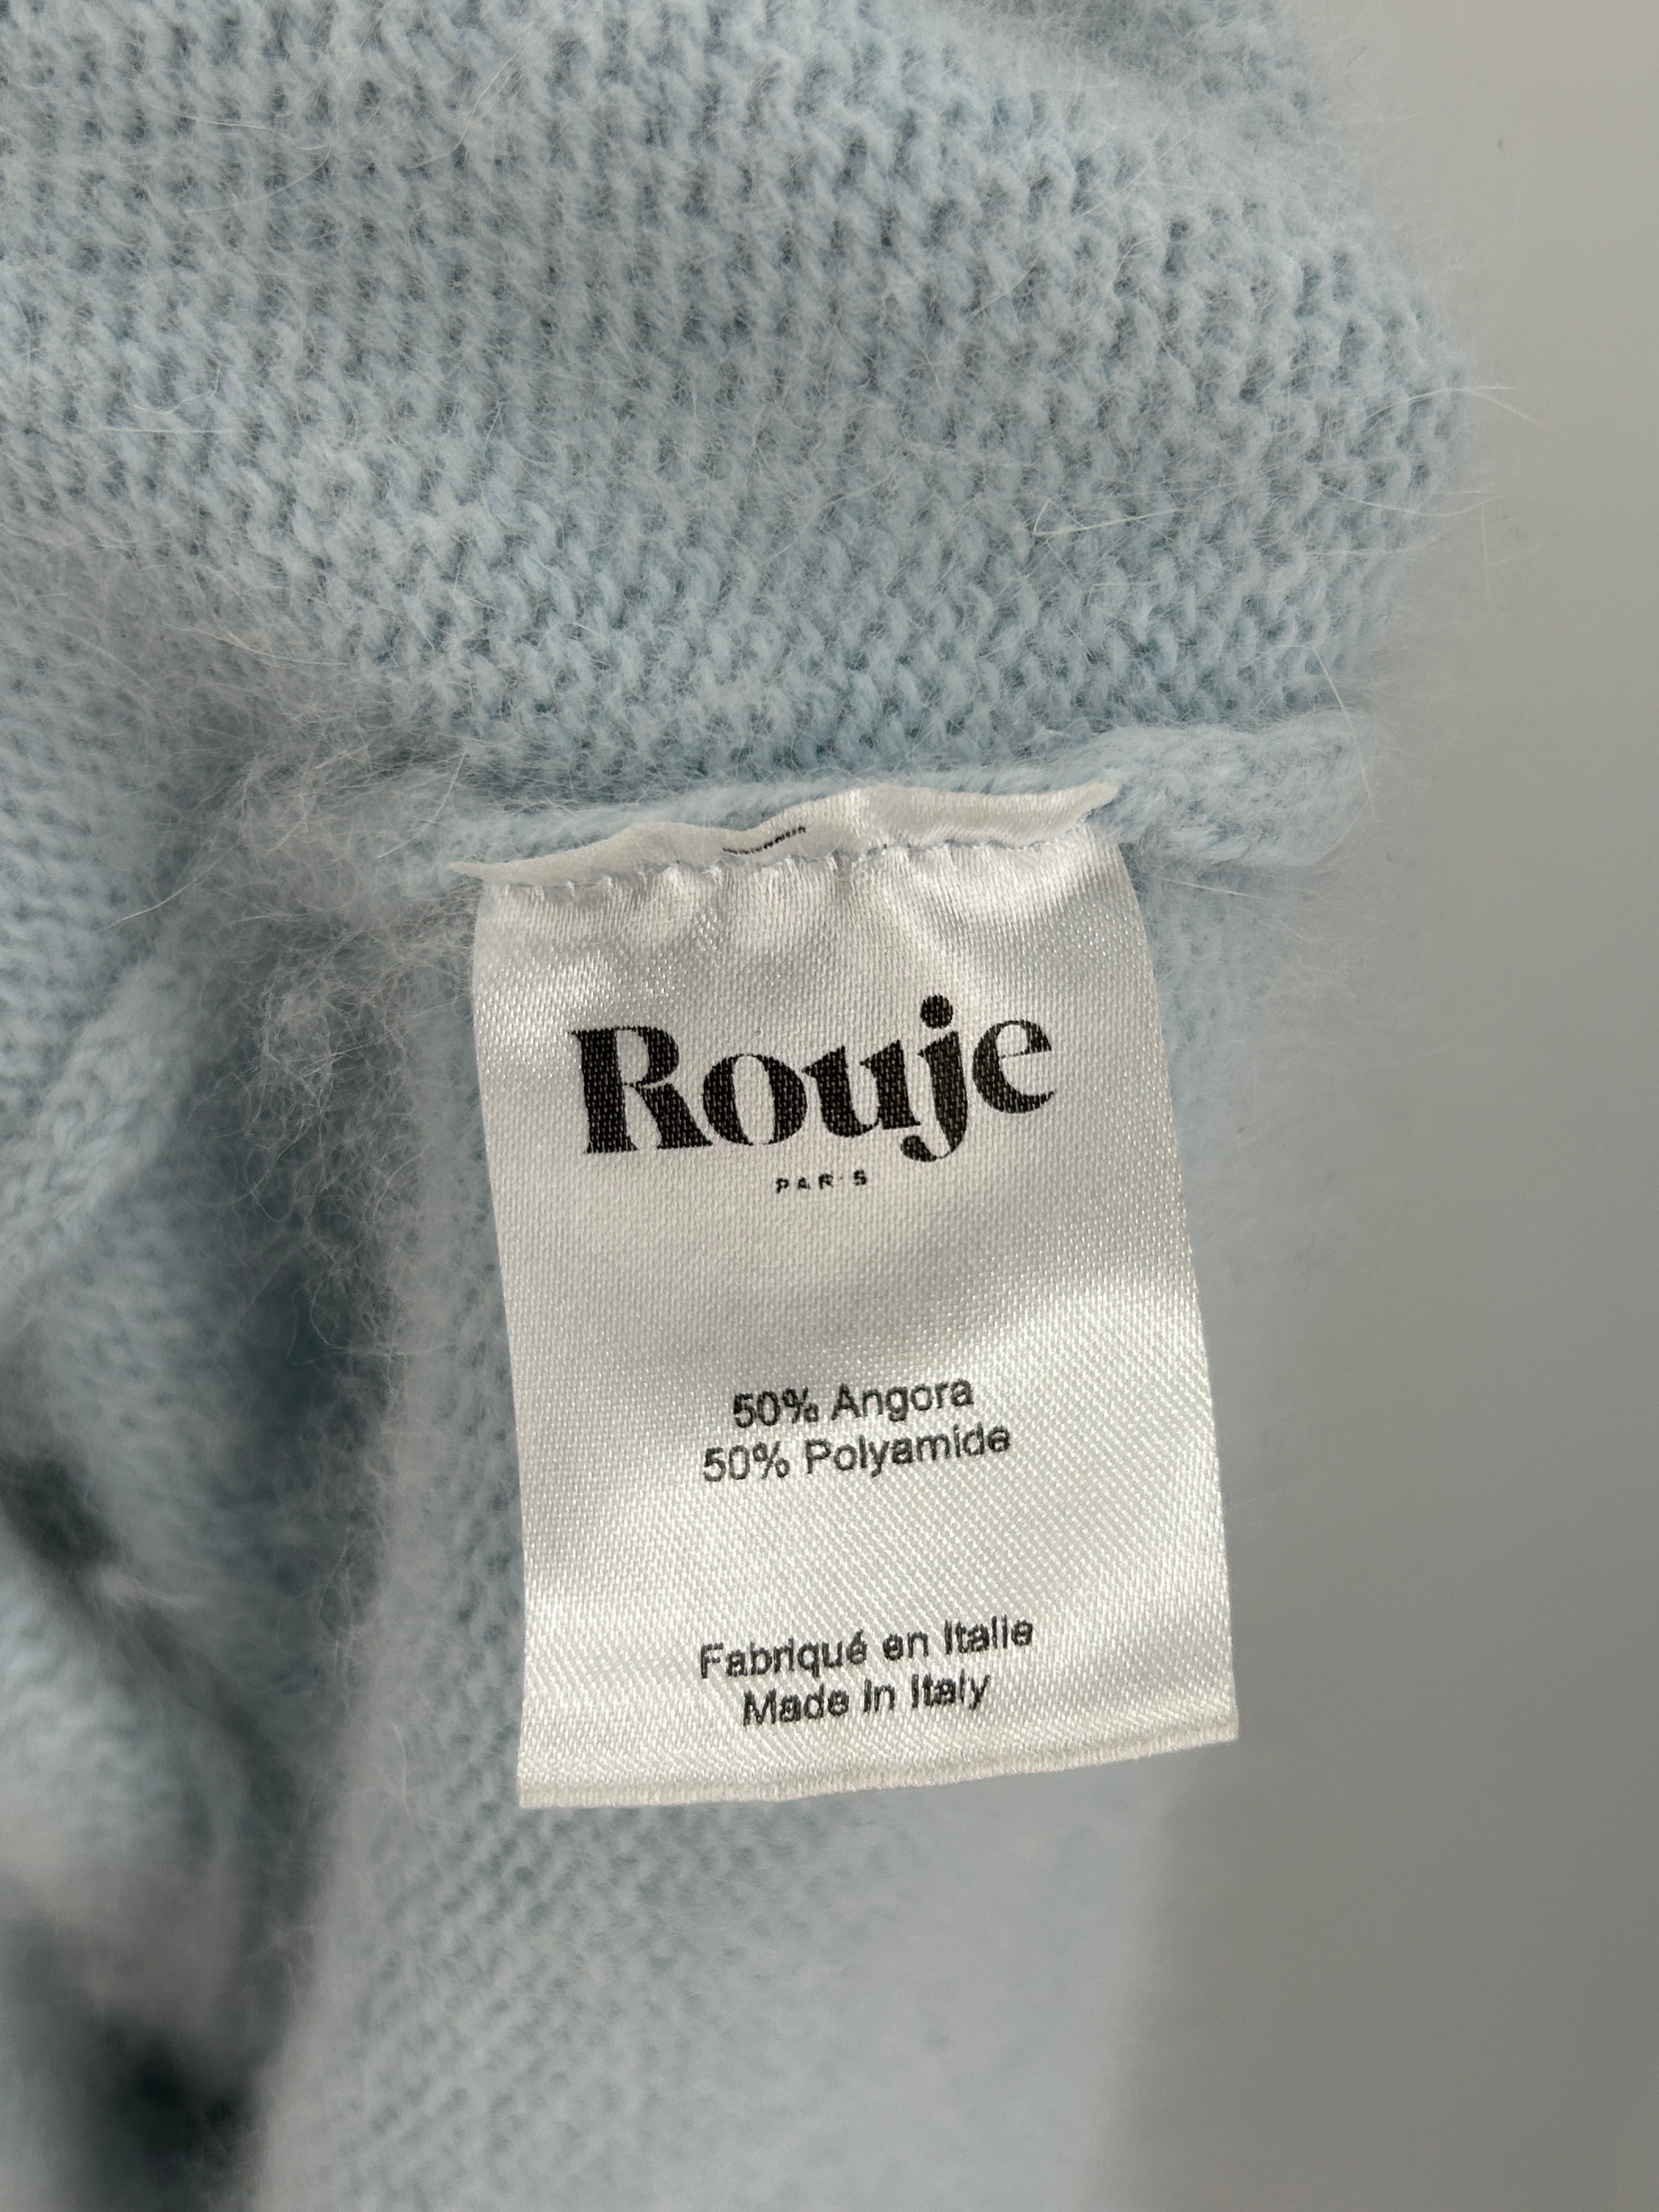 Rouje
PARIS
50% Angora
50% Polyamide
Fabriqué en Italie
Made in Italy